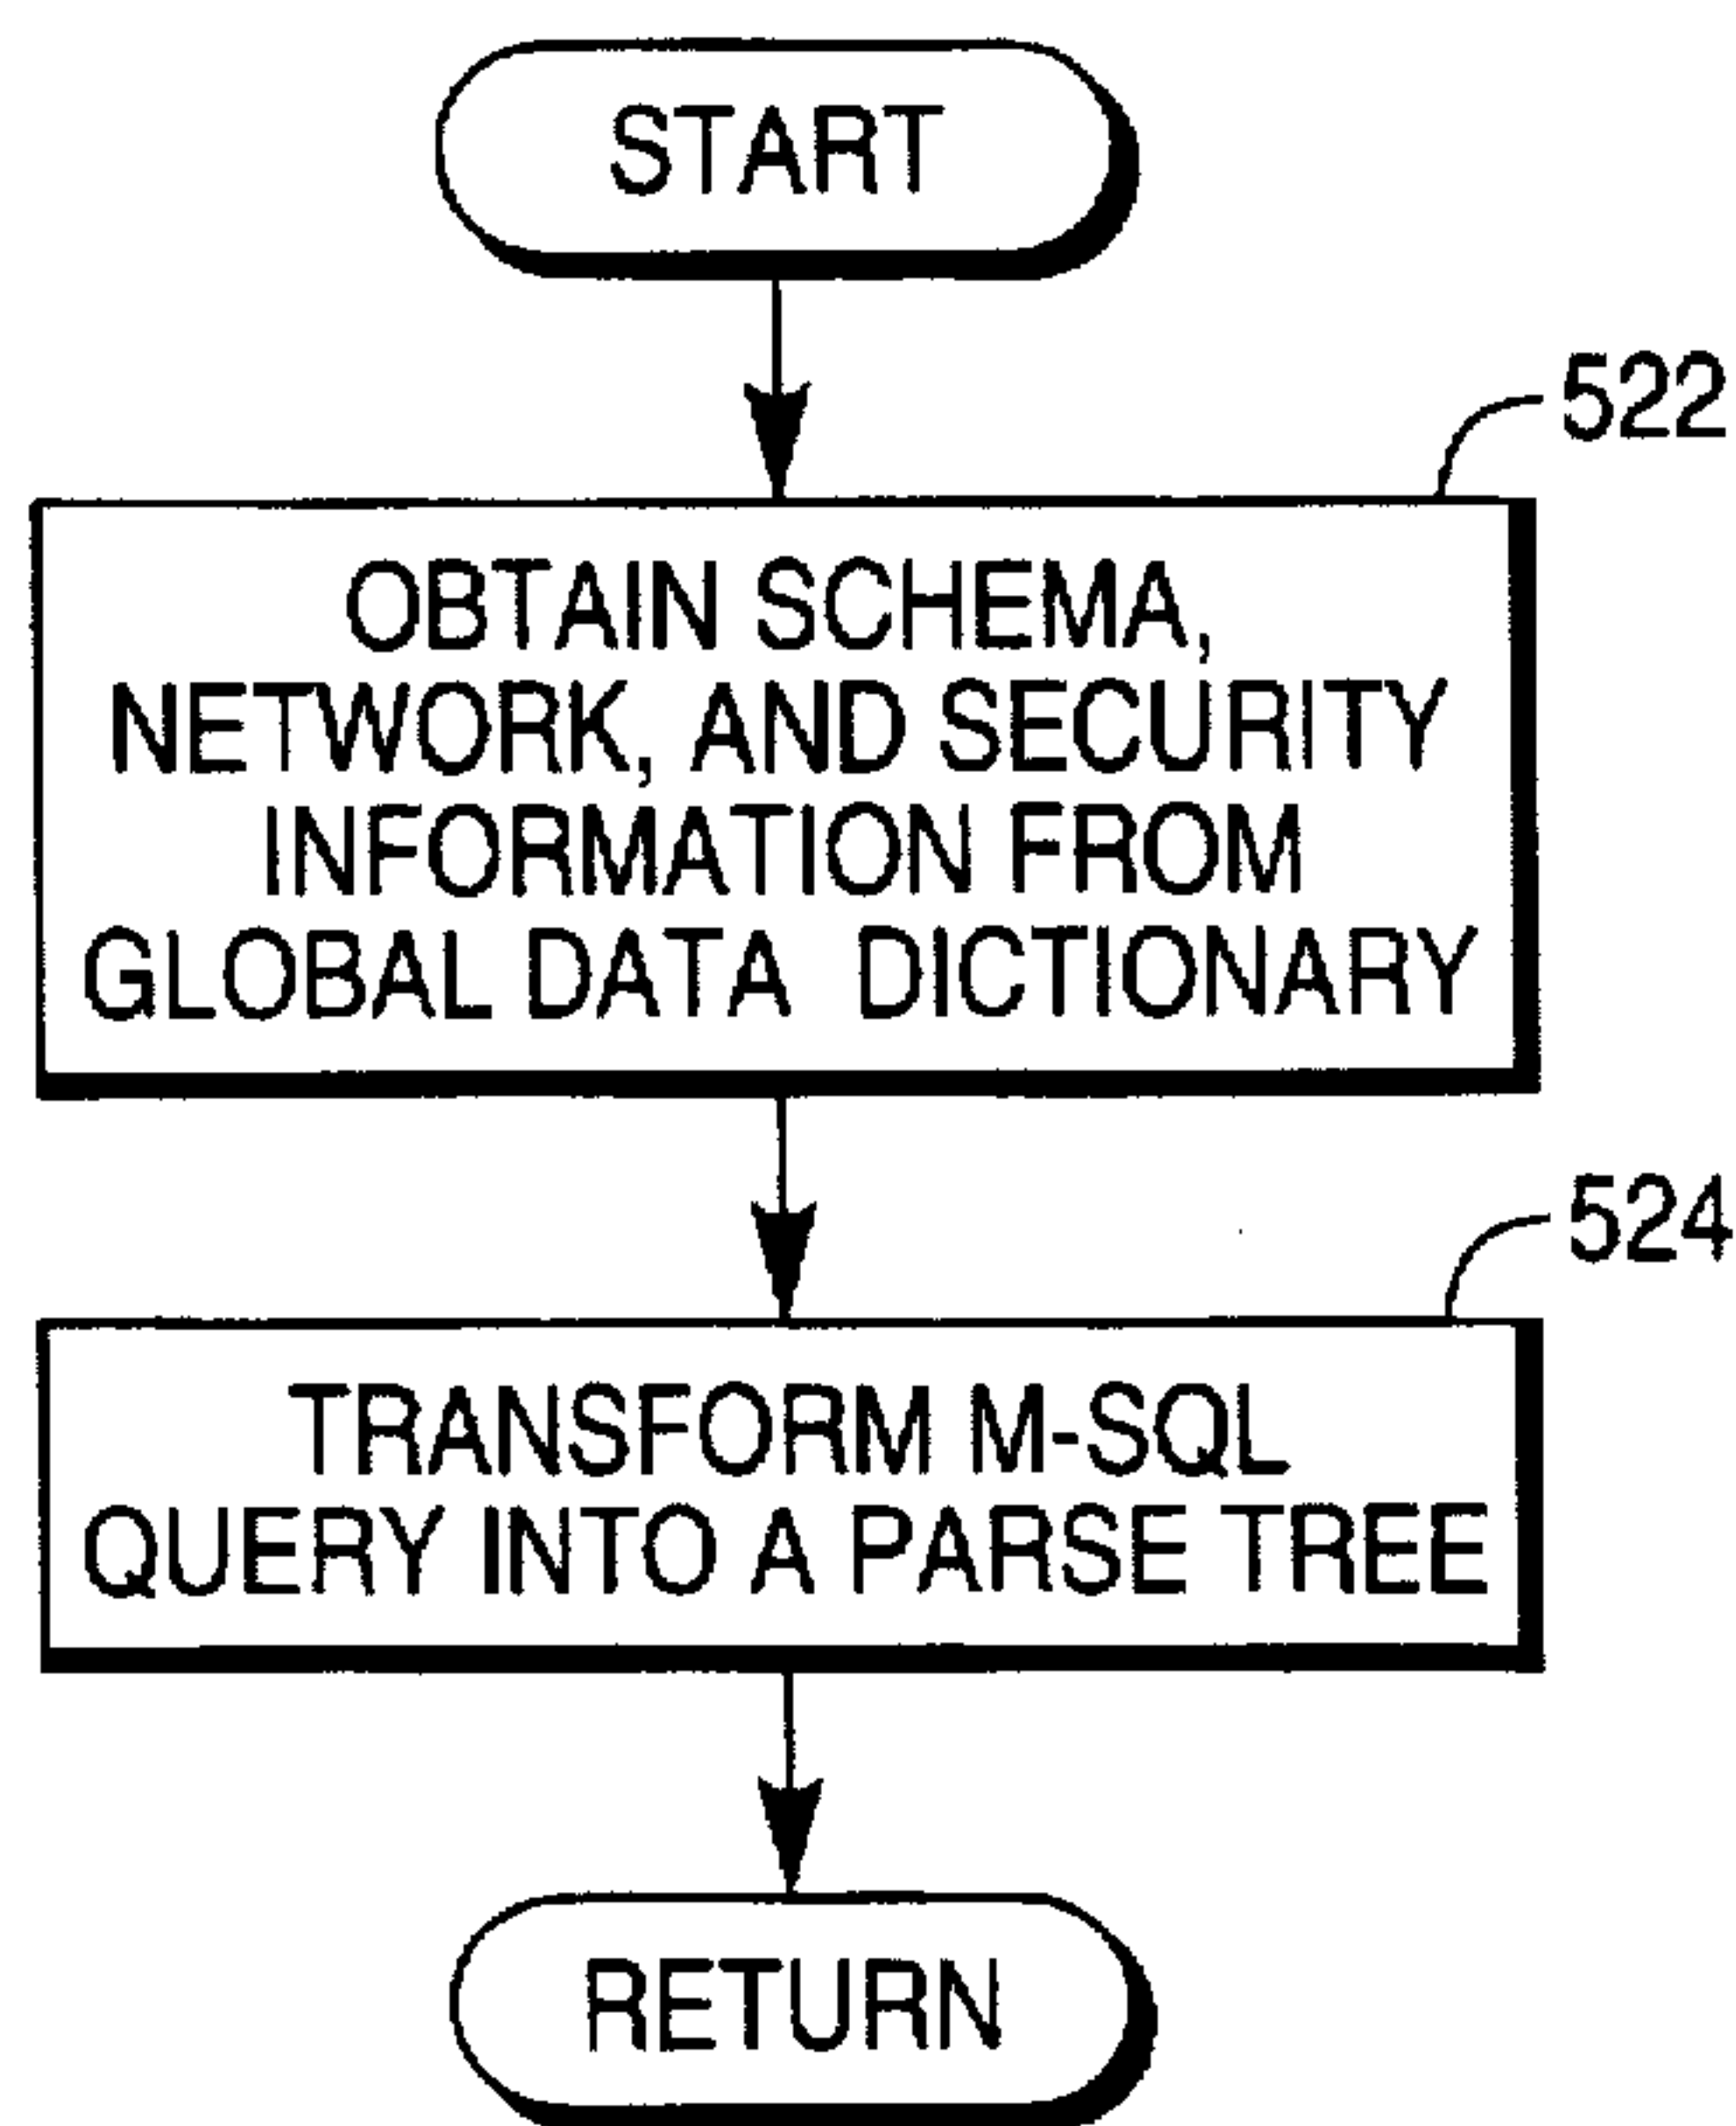 START
522
OBTAIN SCHEMA,
NETWORK, AND SECURITY
INFORMATION FROM
GLOBAL DATA DICTIONARY
524
TRANSFORM M-SQL
QUERY INTO A PARSE TREE
RETURN